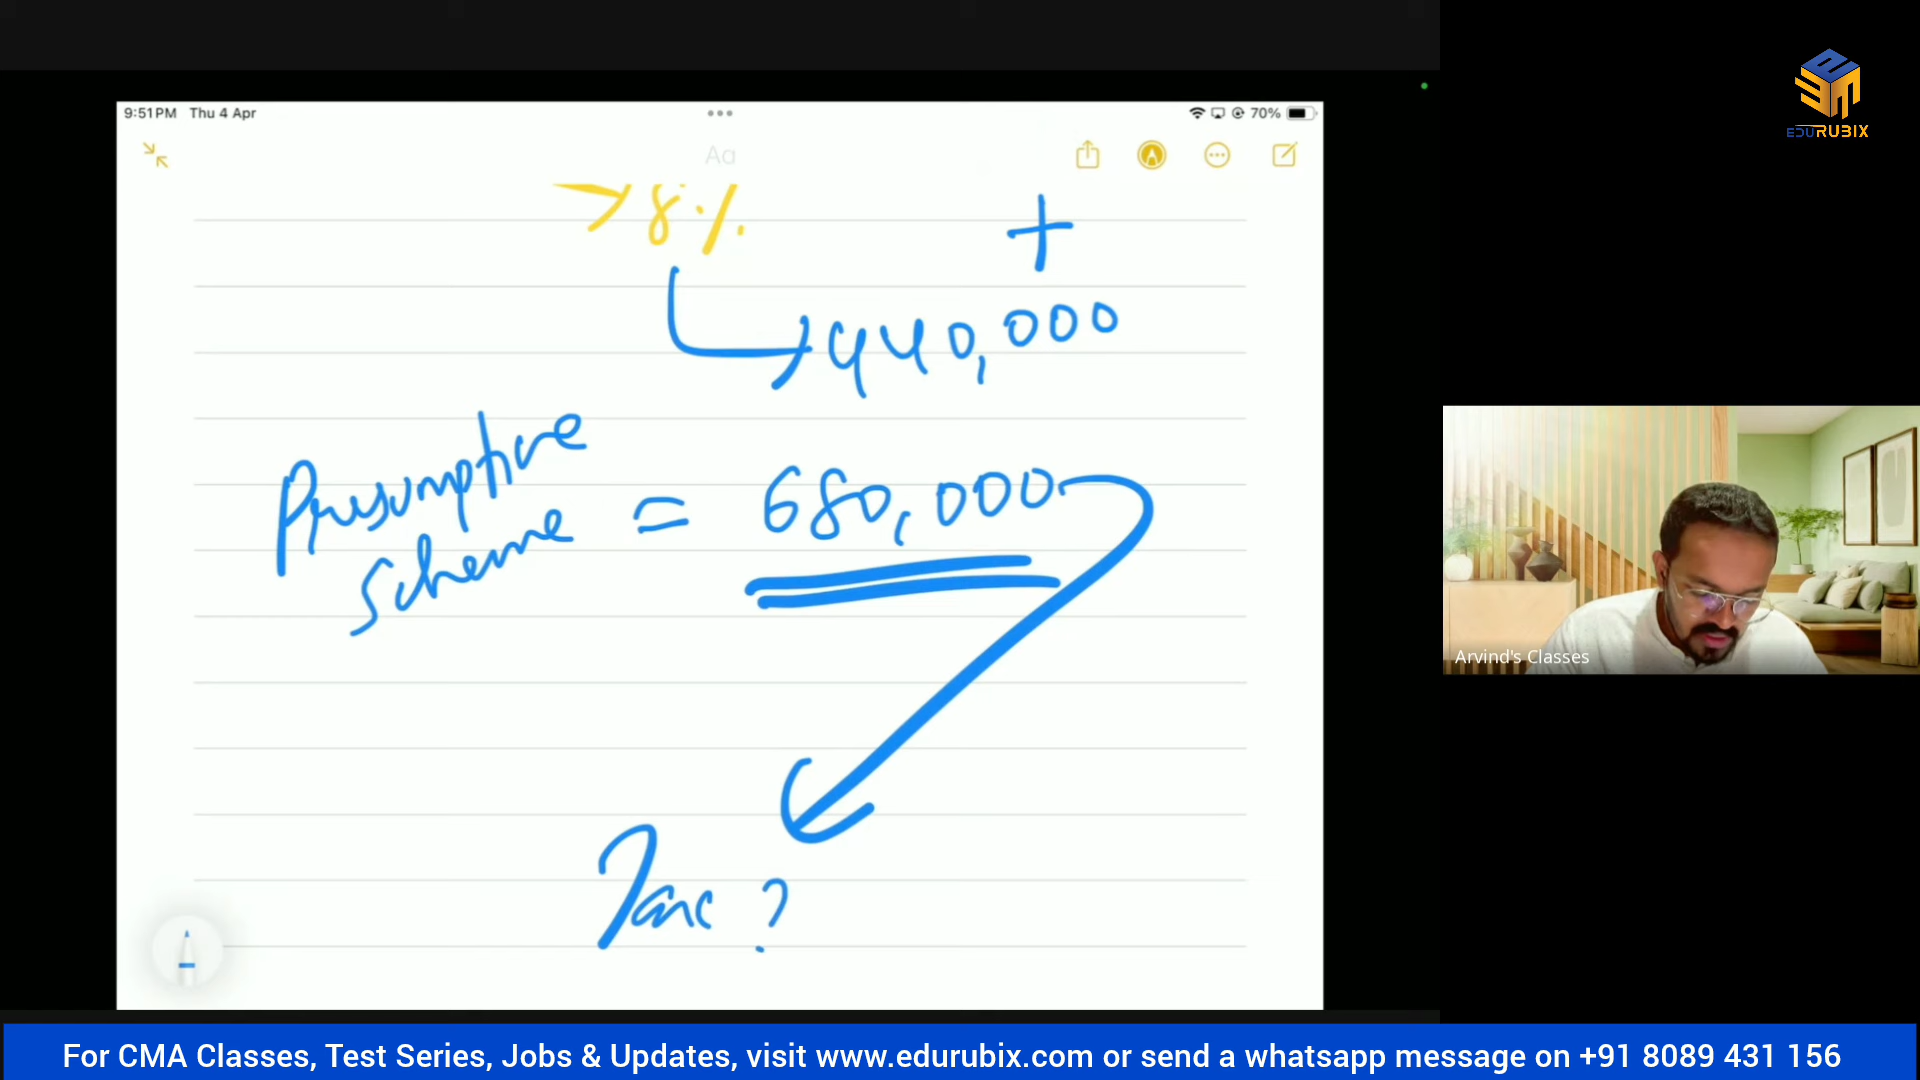 9:51 PM Thu 4 Apr
70%
Aa
EDURUBIX
8%
+
440,000
Presumptive
Scheme = 680,000
Tax ?
Arvind's Classes
For CMA Classes, Test Series, Jobs & Updates, visit www.edurubix.com or send a whatsapp message on +91 8089 431 156